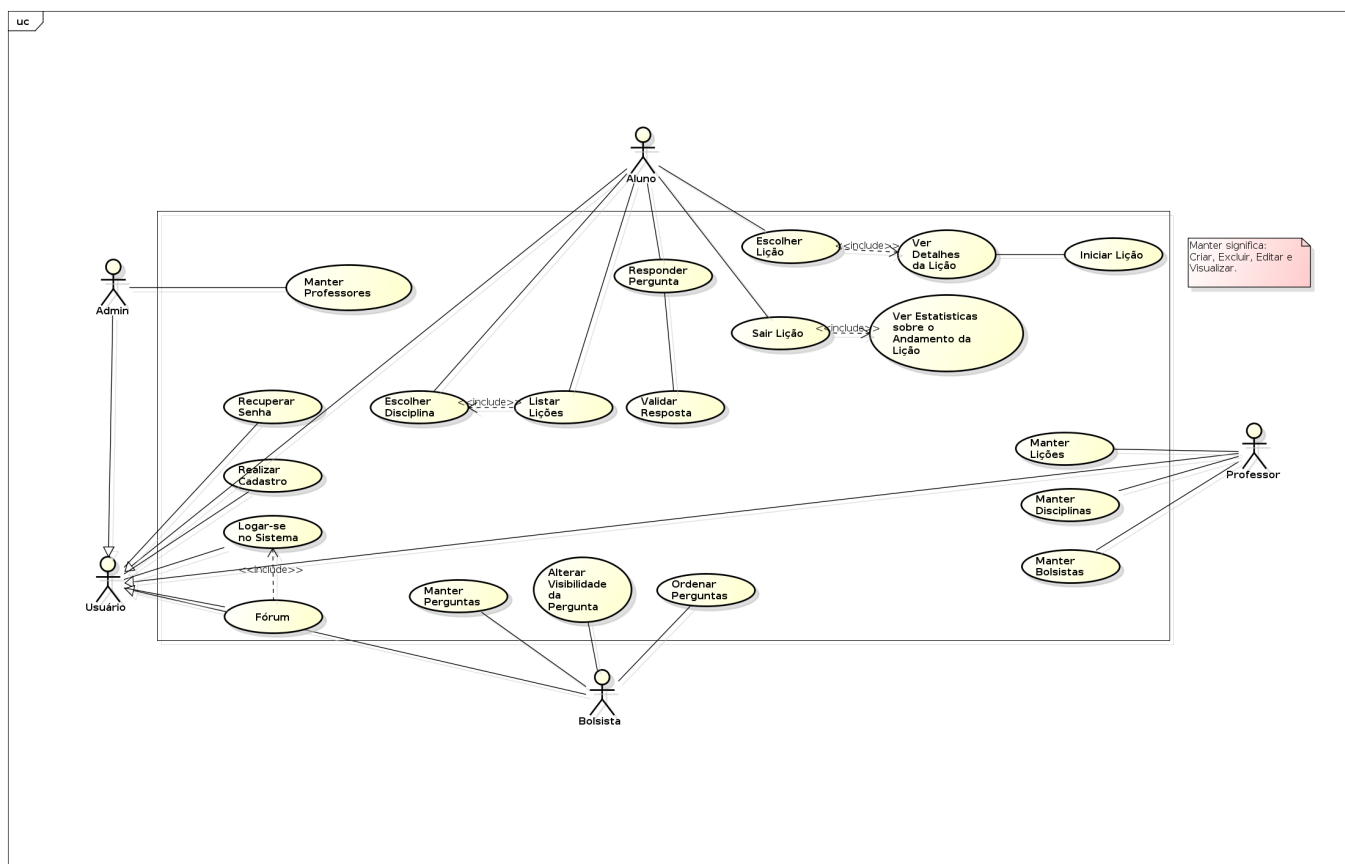 uc
Aluno
Escolher
Lição
<<include>>
Ver
Detalhes
da Lição
Iniciar Lição
Manter significa:
Criar, Excluir, Editar e
Visualizar.
Admin
Manter
Professores
Responder
Pergunta
Sair Lição
<<include>>
Ver Estatisticas
sobre o
Andamento da
Lição
Recuperar
Senha
Escolher
Disciplina
<<include>>
Listar
Lições
Validar
Resposta
Manter
Lições
Professor
Realizar
Cadastro
Manter
Disciplinas
Logar-se
no Sistema
<<include>>
Manter
Bolsistas
Usuário
Fórum
Manter
Perguntas
Alterar
Visibilidade
da
Pergunta
Ordenar
Perguntas
Bolsista